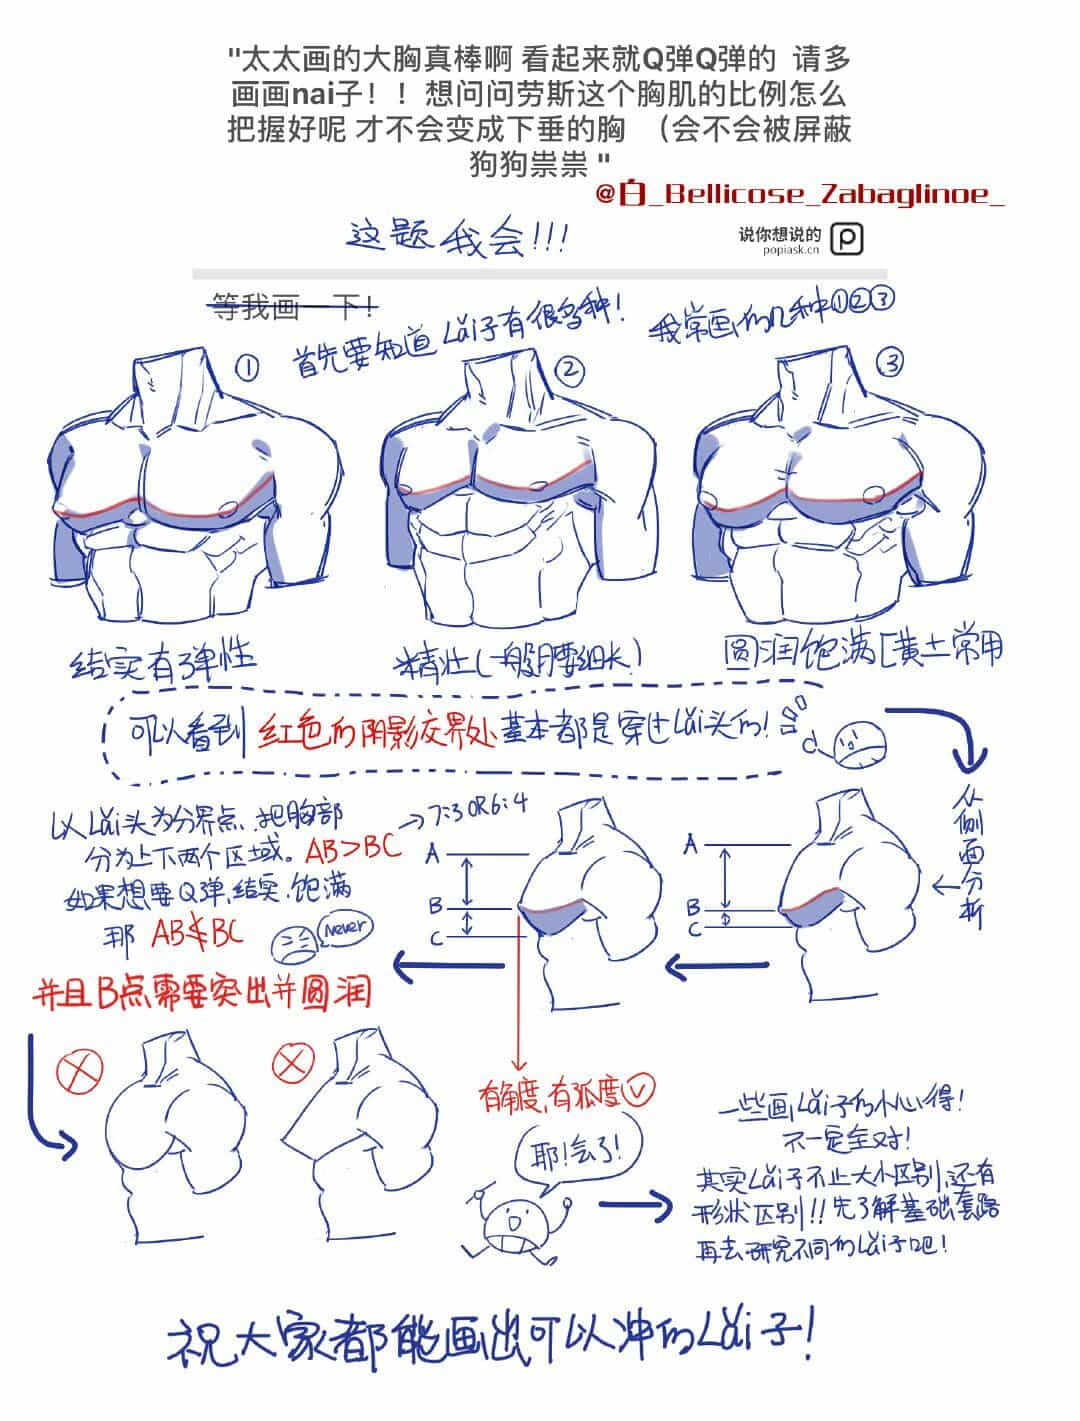 "太太画的大胸真棒啊 看起来就Q弹Q弹的 请多
画画nai子！！想问问劳斯这个胸肌的比例怎么
把握好呢 才不会变成下垂的胸 （会不会被屏蔽
狗狗祟祟 "
@白_Bellicose_Zabaglinoe_
这题我会!!!
说你想说的
popiask.cn
等我画一下！
首先要知道Lǎi子有很多种!
我常画的几种①②③
①
②
③
结实有弹性
精壮(一般腰细长)
圆润饱满[黄土常用
可以看到红色的阴影交界处基本都是穿过Lǎi头的!
从侧面分析
以Lǎi头为分界点,把胸部
分为上下两个区域。AB>BC→7:3 OR 6:4
如果想要Q弹,结实,饱满
那 AB≮BC
Never
并且B点需要突出并圆润
A
B
C
A
B
C
有角度,有弧度
耶!会了!
一些画Lǎi子的小心得!
不一定全对!
其实Lǎi子不止大小区别,还有
形状区别!!先了解基础套路
再去研究不同的Lǎi子吧!
祝大家都能画出可以冲的Lǎi子!